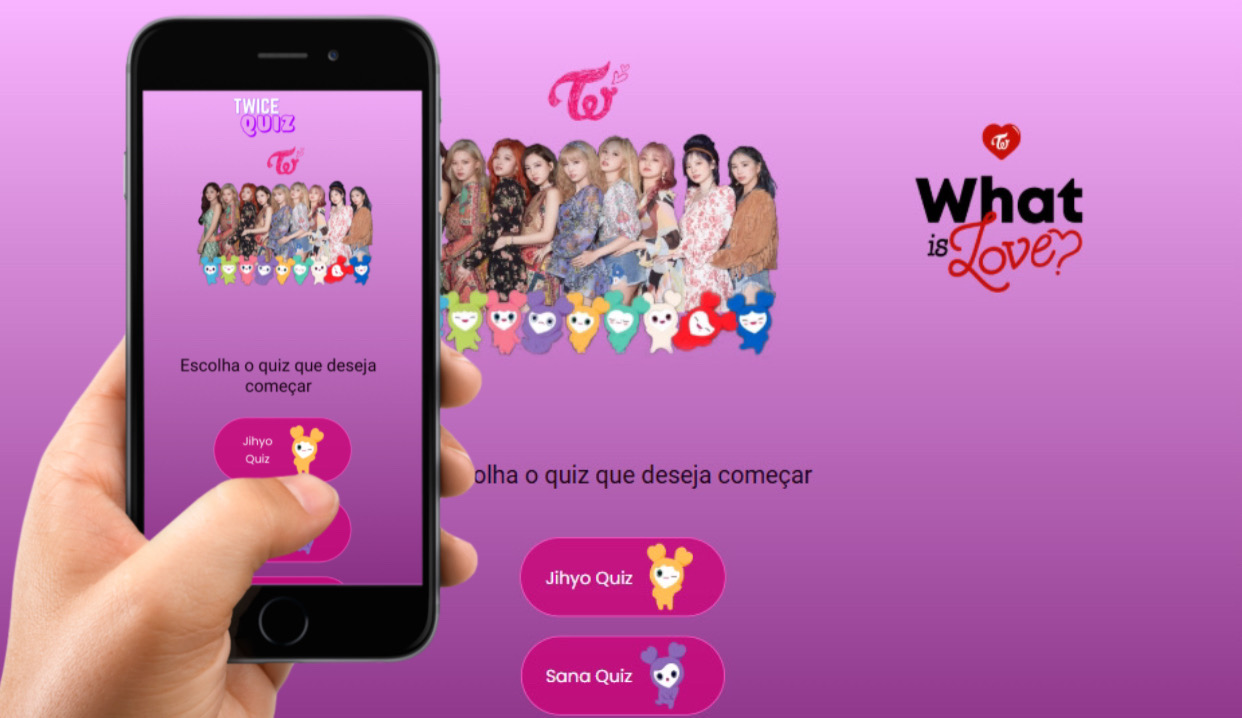 TWICE
QUIZ
Escolha o quiz que deseja
começar
Jihyo
Quiz
What
is Love?
o quiz que deseja começar
Jihyo Quiz
Sana Quiz